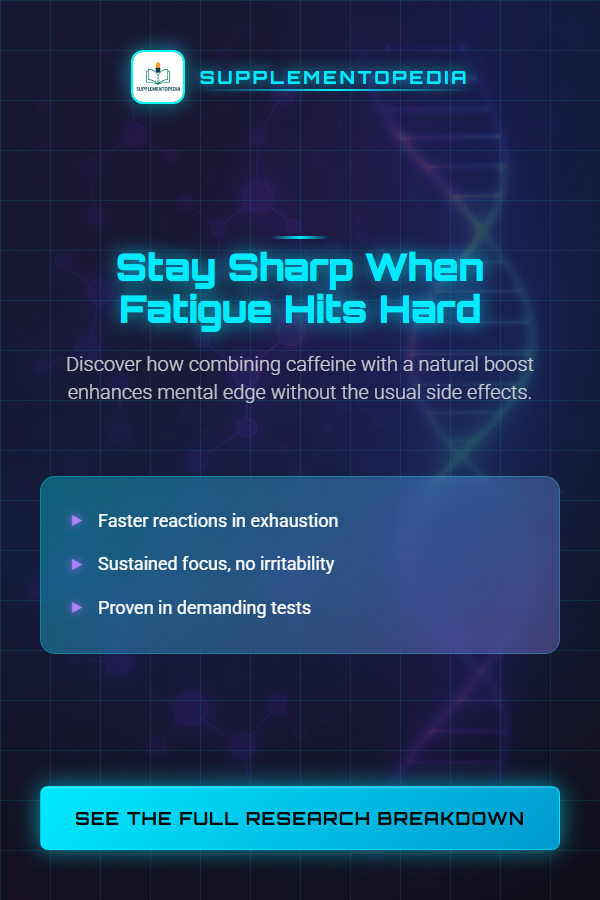 SUPPLEMENTOPEDIA
SUPPLEMENTOPEDIA
Stay Sharp When
Fatigue Hits Hard
Discover how combining caffeine with a natural boost
enhances mental edge without the usual side effects.
Faster reactions in exhaustion
Sustained focus, no irritability
Proven in demanding tests
SEE THE FULL RESEARCH BREAKDOWN